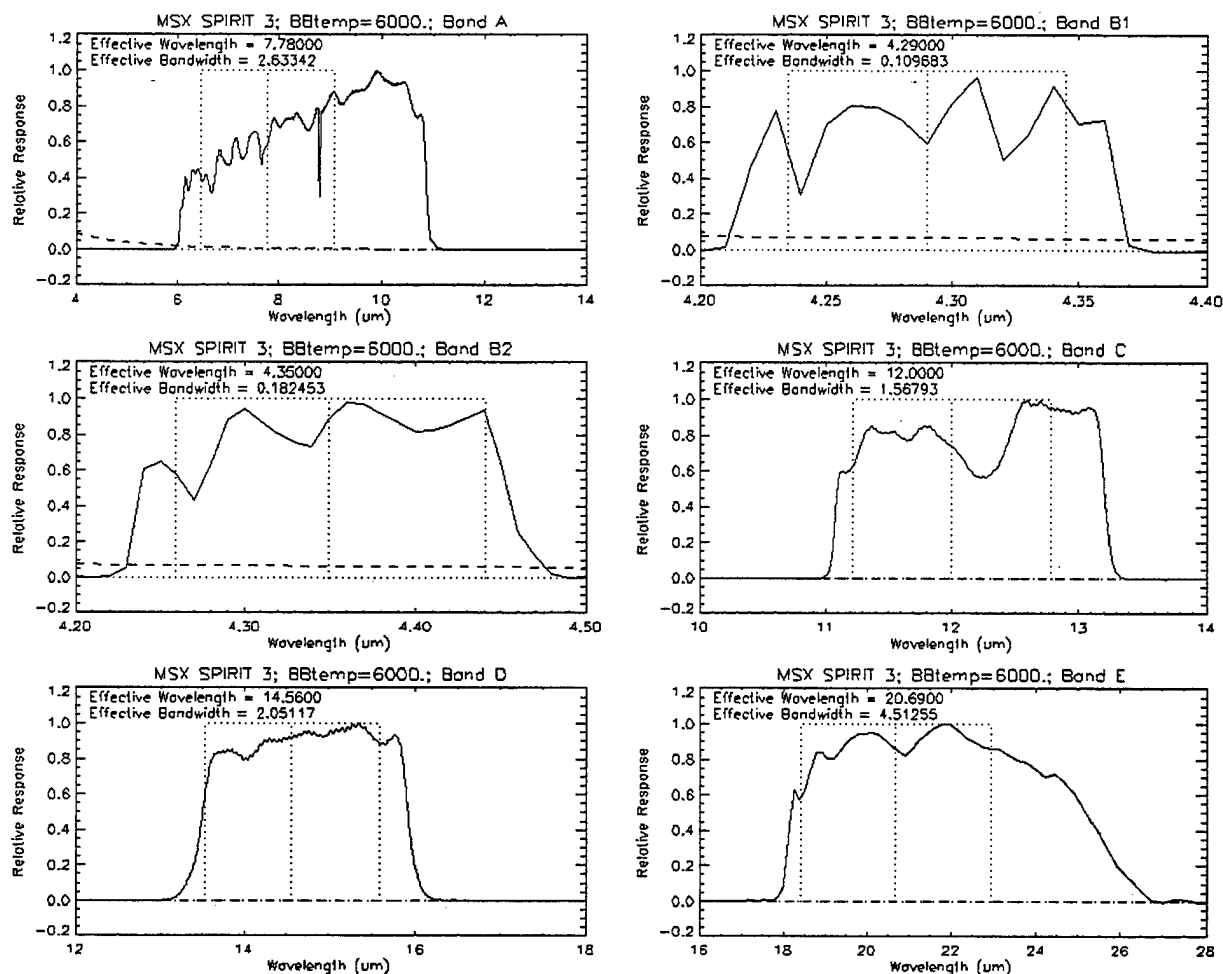 MSX SPIRIT 3; BBtemp=6000.; Band A
Effective Wavelength = 7.78000
Effective Bandwidth = 2.63342
1.2
1.0
0.8
0.6
0.4
0.2
0.0
-0.2
Relative Response
4 6 8 10 12 14
Wavelength (um)
MSX SPIRIT 3; BBtemp=6000.; Band B1
Effective Wavelength = 4.29000
Effective Bandwidth = 0.109683
1.2
1.0
0.8
0.6
0.4
0.2
0.0
-0.2
Relative Response
4.20 4.25 4.30 4.35 4.40
Wavelength (um)
MSX SPIRIT 3; BBtemp=6000.; Band B2
Effective Wavelength = 4.35000
Effective Bandwidth = 0.182453
1.2
1.0
0.8
0.6
0.4
0.2
0.0
-0.2
Relative Response
4.20 4.30 4.40 4.50
Wavelength (um)
MSX SPIRIT 3; BBtemp=6000.; Band C
Effective Wavelength = 12.0000
Effective Bandwidth = 1.56793
1.2
1.0
0.8
0.6
0.4
0.2
0.0
-0.2
Relative Response
10 11 12 13 14
Wavelength (um)
MSX SPIRIT 3; BBtemp=6000.; Band D
Effective Wavelength = 14.5600
Effective Bandwidth = 2.05117
1.2
1.0
0.8
0.6
0.4
0.2
0.0
-0.2
Relative Response
12 14 16 18
Wavelength (um)
MSX SPIRIT 3; BBtemp=6000.; Band E
Effective Wavelength = 20.6900
Effective Bandwidth = 4.51255
1.2
1.0
0.8
0.6
0.4
0.2
0.0
-0.2
Relative Response
16 18 20 22 24 26 28
Wavelength (um)